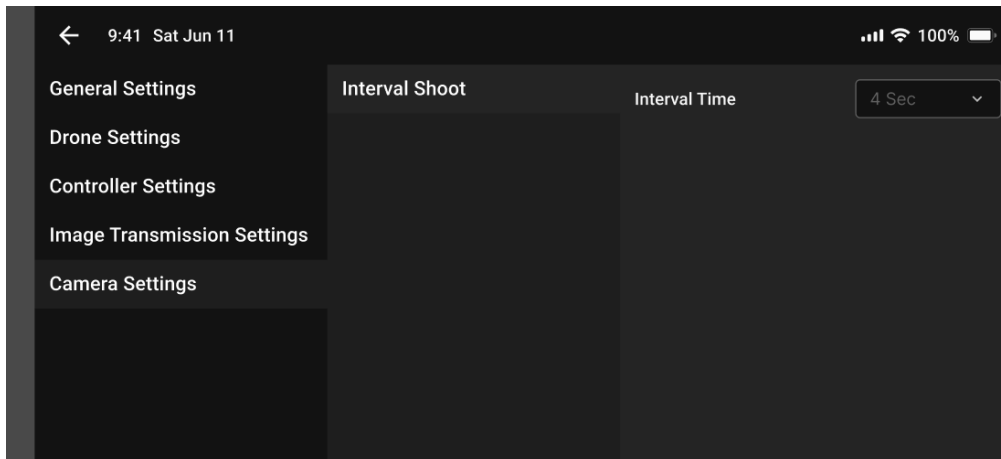 9:41 Sat Jun 11
100%
General Settings
Drone Settings
Controller Settings
Image Transmission Settings
Camera Settings
Interval Shoot
Interval Time
4 Sec